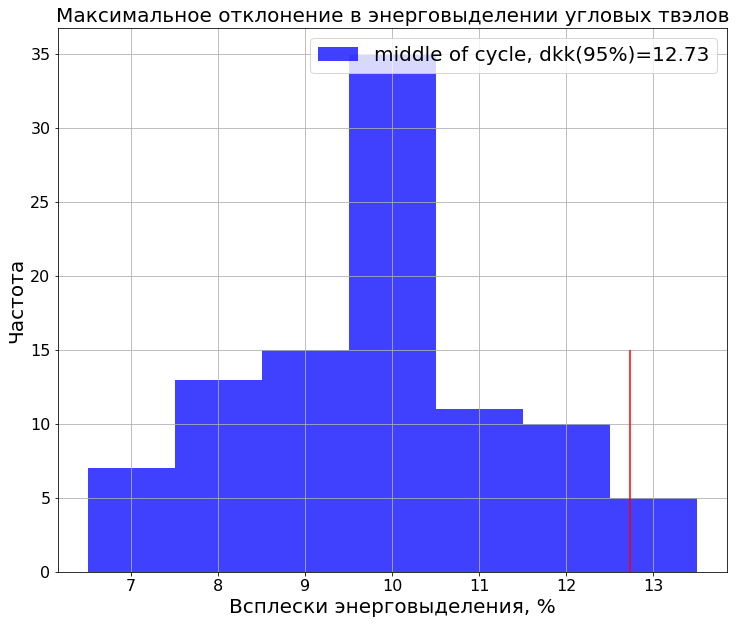 Максимальное отклонение в энерговыделении угловых твэлов
middle of cycle, dkk(95%)=12.73
35
30
25
20
15
10
5
0
Частота
7 8 9 10 11 12 13
Всплески энерговыделения, %